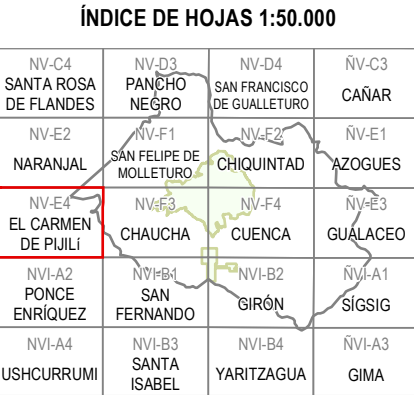 ÍNDICE DE HOJAS 1:50.000
NV-C4
SANTA ROSA
DE FLANDES
NV-D3
PANCHO
NEGRO
NV-D4
SAN FRANCISCO
DE GUALLETURO
ÑV-C3
CAÑAR
NV-E2
NARANJAL
NV-F1
SAN FELIPE DE
MOLLETURO
NV-F2
CHIQUINTAD
ÑV-E1
AZOGUES
NV-E4
EL CARMEN
DE PIJILí
NV-F3
CHAUCHA
NV-F4
CUENCA
ÑV-E3
GUALACEO
NVI-A2
PONCE
ENRÍQUEZ
NVI-B1
SAN
FERNANDO
NVI-B2
GIRÓN
ÑVI-A1
SÍGSIG
NVI-A4
USHCURRUMI
NVI-B3
SANTA
ISABEL
NVI-B4
YARITZAGUA
ÑVI-A3
GIMA